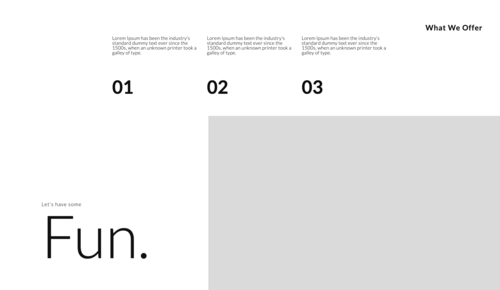 What We Offer
Lorem Ipsum has been the industry's
standard dummy text ever since the
1500s, when an unknown printer took a
galley of type.
01
Lorem Ipsum has been the industry's
standard dummy text ever since the
1500s, when an unknown printer took a
galley of type.
02
Lorem Ipsum has been the industry's
standard dummy text ever since the
1500s, when an unknown printer took a
galley of type.
03
Let's have some
Fun.